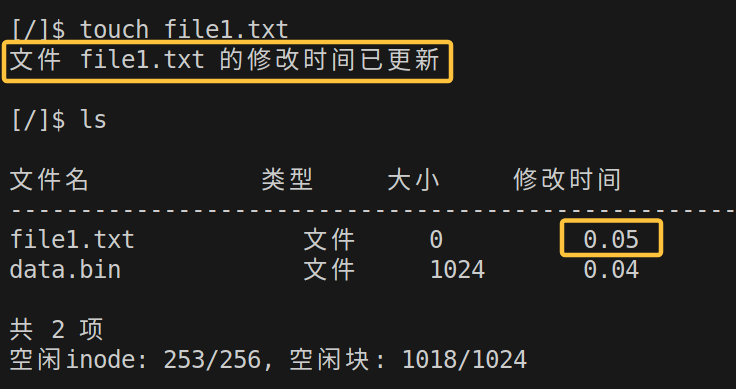 [/]$ touch file1.txt
文件 file1.txt 的修改时间已更新
[/]$ ls
文件名 类型 大小 修改时间
----------------------------------------------------
file1.txt 文件 0 0.05
data.bin 文件 1024 0.04
共 2 项
空闲inode: 253/256, 空闲块: 1018/1024